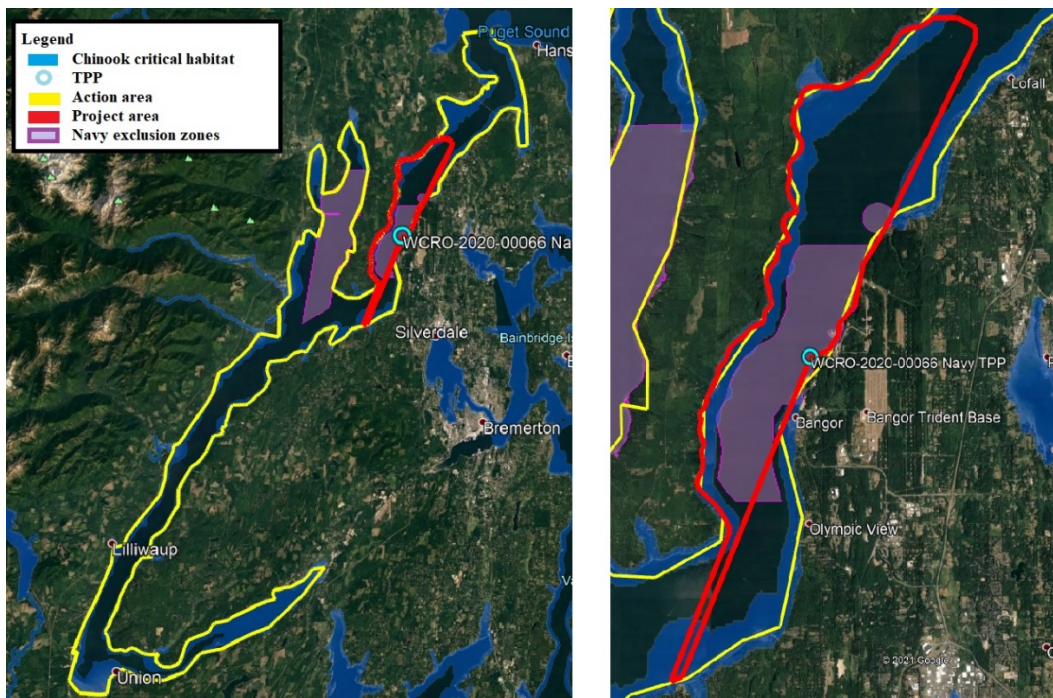 Legend
Chinook critical habitat
TPP
Action area
Project area
Navy exclusion zones
Puget Sound
Hans
WCRO-2020-00066 Na
Silverdale
Bainbridge Is
Bremerton
Lilliwaup
Union
Lofall
WCRO-2020-00066 Navy TPP
Bangor
Bangor Trident Base
Olympic View
© 2021 Google